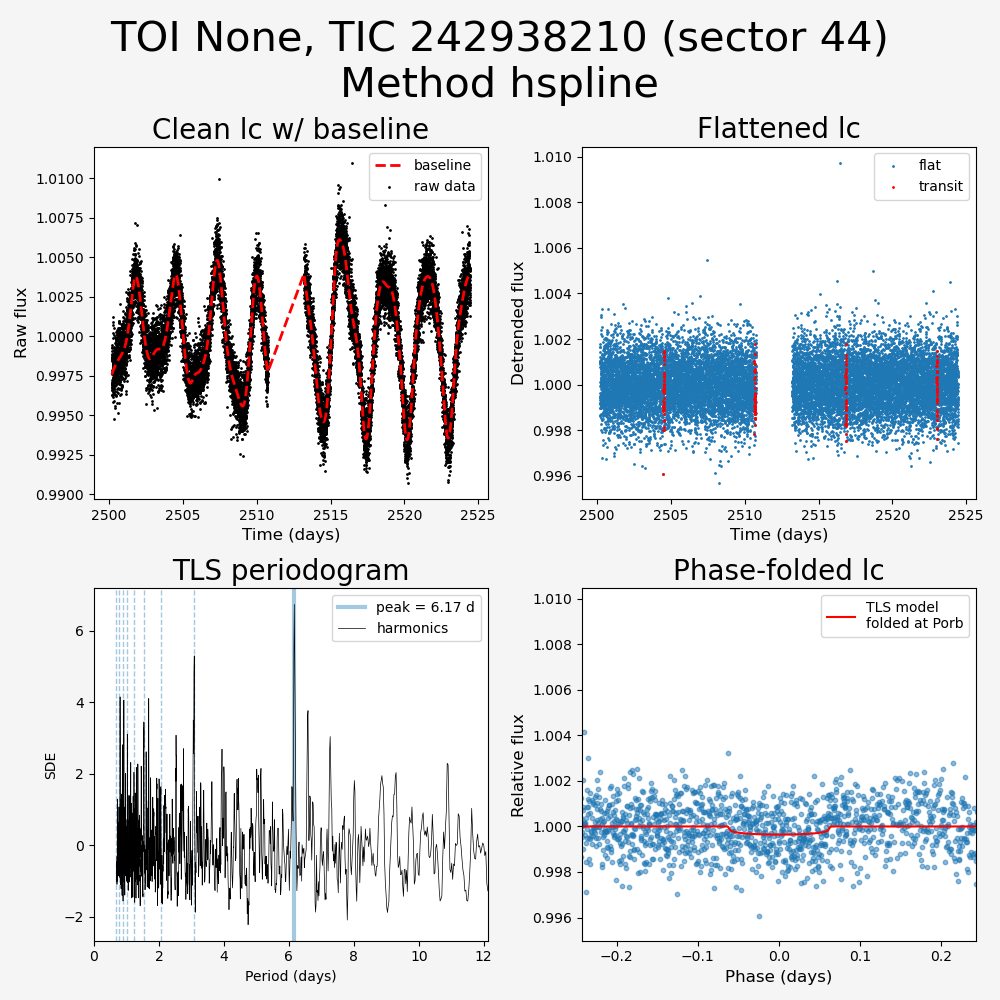 TOI None, TIC 242938210 (sector 44)
Method hspline
Clean lc w/ baseline
baseline
raw data
1.0100
1.0075
1.0050
1.0025
1.0000
0.9975
0.9950
0.9925
0.9900
Raw flux
2500
2505
2510
2515
2520
2525
Time (days)
Flattened lc
flat
transit
1.010
1.008
1.006
1.004
1.002
1.000
0.998
0.996
Detrended flux
2500
2505
2510
2515
2520
2525
Time (days)
TLS periodogram
peak = 6.17 d
harmonics
6
4
2
0
−2
SDE
0
2
4
6
8
10
12
Period (days)
Phase-folded lc
TLS model
folded at Porb
1.010
1.008
1.006
1.004
1.002
1.000
0.998
0.996
Relative flux
−0.2
−0.1
0.0
0.1
0.2
Phase (days)